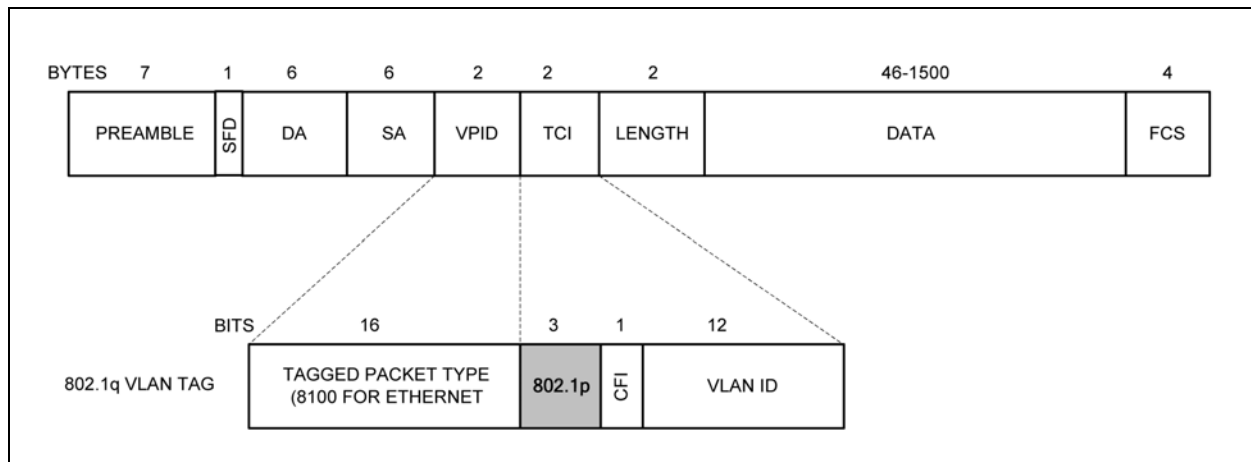 BYTES 7 1 6 6 2 2 2 46-1500 4
PREAMBLE SFD DA SA VPID TCI LENGTH DATA FCS
BITS 16 3 1 12
802.1q VLAN TAG
TAGGED PACKET TYPE
(8100 FOR ETHERNET
802.1p CFI VLAN ID